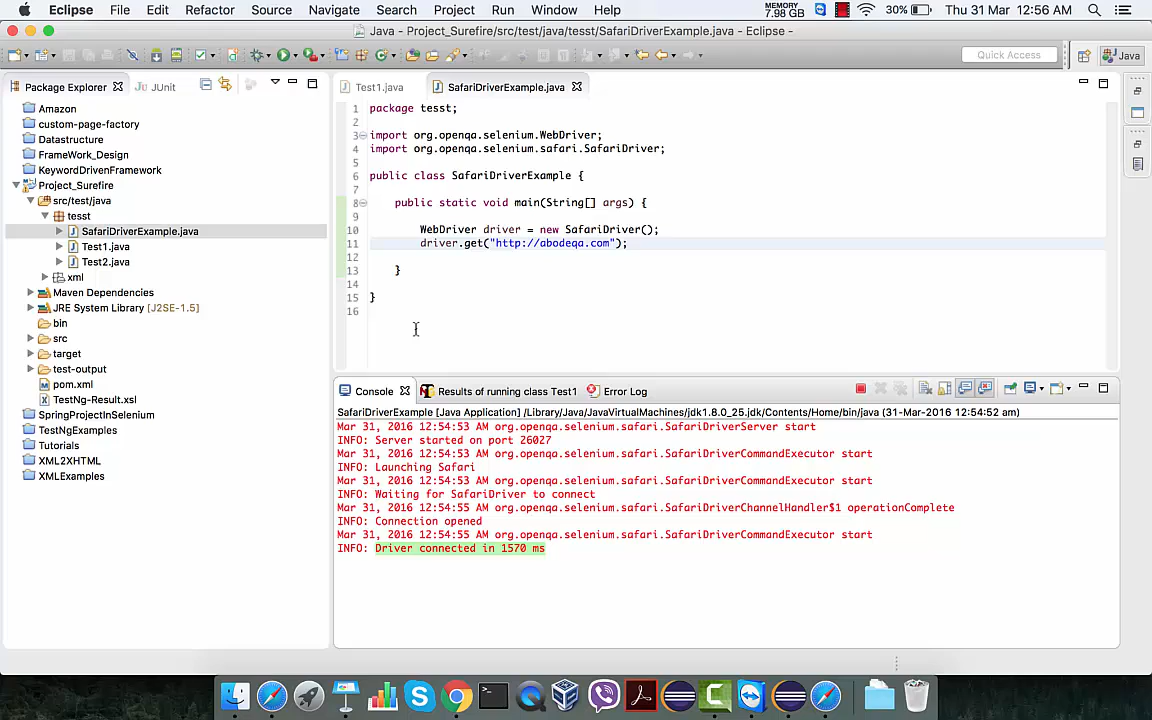 Eclipse File Edit Refactor Source Navigate Search Project Run Window Help MEMORY 7.98 GB 30% Thu 31 Mar 12:56 AM
Java - Project_Surefire/src/test/java/tesst/SafariDriverExample.java - Eclipse -
Quick Access Java
Package Explorer JUnit
Amazon
custom-page-factory
Datastructure
FrameWork_Design
KeywordDrivenFramework
Project_Surefire
src/test/java
tesst
SafariDriverExample.java
Test1.java
Test2.java
xml
Maven Dependencies
JRE System Library [J2SE-1.5]
bin
src
target
test-output
pom.xml
TestNg-Result.xsl
SpringProjectInSelenium
TestNgExamples
Tutorials
XML2XHTML
XMLExamples
Test1.java SafariDriverExample.java
1 package tesst;
2
3 import org.openqa.selenium.WebDriver;
4 import org.openqa.selenium.safari.SafariDriver;
5
6 public class SafariDriverExample {
7
8 public static void main(String[] args) {
9
10 WebDriver driver = new SafariDriver();
11 driver.get("http://abodeqa.com");
12
13 }
14
15 }
16
Console Results of running class Test1 Error Log
SafariDriverExample [Java Application] /Library/Java/JavaVirtualMachines/jdk1.8.0_25.jdk/Contents/Home/bin/java (31-Mar-2016 12:54:52 am)
Mar 31, 2016 12:54:53 AM org.openqa.selenium.safari.SafariDriverServer start
INFO: Server started on port 26027
Mar 31, 2016 12:54:53 AM org.openqa.selenium.safari.SafariDriverCommandExecutor start
INFO: Launching Safari
Mar 31, 2016 12:54:53 AM org.openqa.selenium.safari.SafariDriverCommandExecutor start
INFO: Waiting for SafariDriver to connect
Mar 31, 2016 12:54:55 AM org.openqa.selenium.safari.SafariDriverChannelHandler$1 operationComplete
INFO: Connection opened
Mar 31, 2016 12:54:55 AM org.openqa.selenium.safari.SafariDriverCommandExecutor start
INFO: Driver connected in 1570 ms